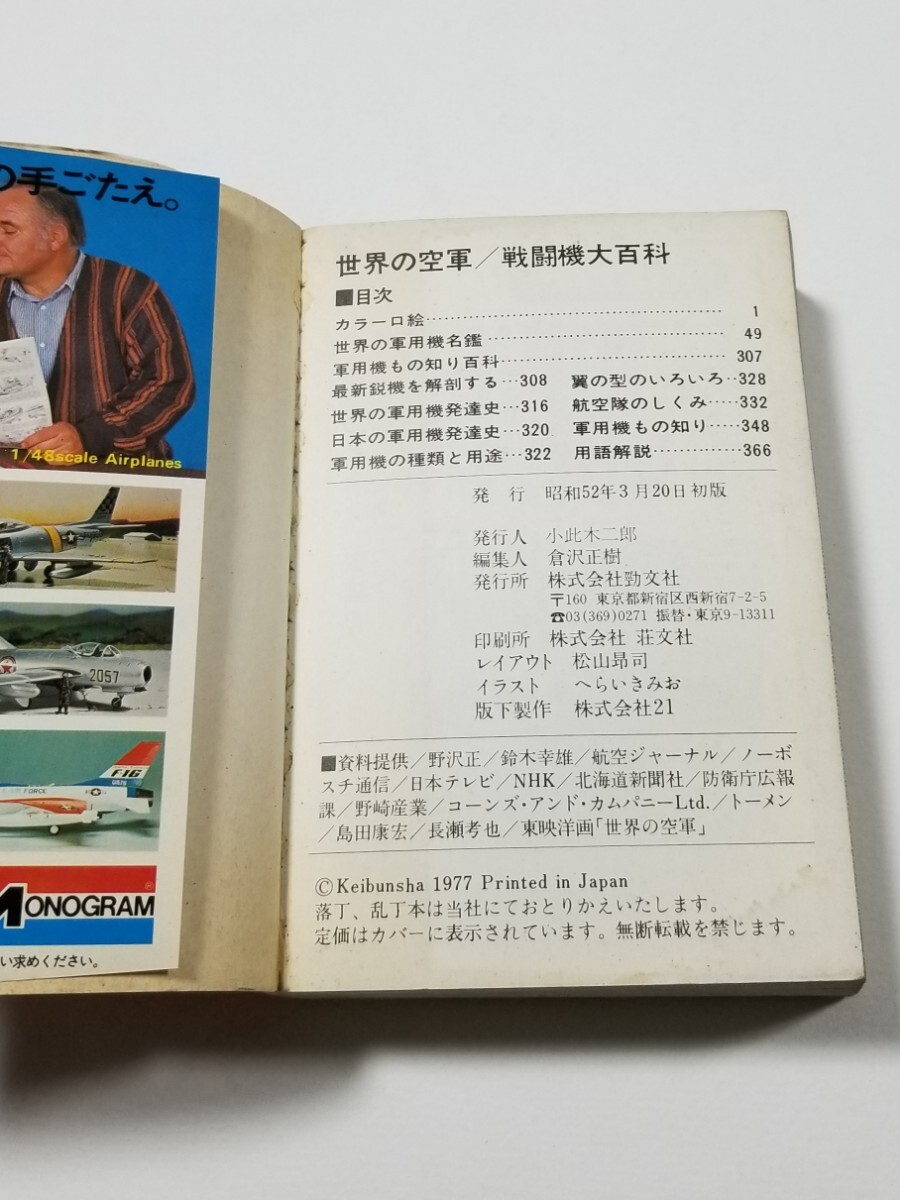 の手ごたえ。
1/48scale Airplanes
2057
F-16
FORCE
MONOGRAM
い求めください。
世界の空軍/戦闘機大百科
■目次
カラー口絵……………………………………………1
世界の軍用機名鑑……………………………………49
軍用機もの知り百科…………………………………307
最新鋭機を解剖する…308 翼の型のいろいろ…328
世界の軍用機発達史…316 航空隊のしくみ……332
日本の軍用機発達史…320 軍用機もの知り……348
軍用機の種類と用途…322 用語解説……………366
発 行 昭和52年3月20日初版
発行人 小此木二郎
編集人 倉沢正樹
発行所 株式会社勁文社
〒160 東京都新宿区西新宿7-2-5
☎03(369)0271 振替・東京9-13311
印刷所 株式会社 荘文社
レイアウト 松山昂司
イラスト へらいきみお
版下製作 株式会社21
■資料提供/野沢正/鈴木幸雄/航空ジャーナル/ノーボ
スチ通信/日本テレビ/NHK/北海道新聞社/防衛庁広報
課/野崎産業/コーンズ・アンド・カムパニーLtd./トーメン
/島田康宏/長瀬孝也/東映洋画「世界の空軍」
©Keibunsha 1977 Printed in Japan
落丁、乱丁本は当社にておとりかえいたします。
定価はカバーに表示されています。無断転載を禁じます。